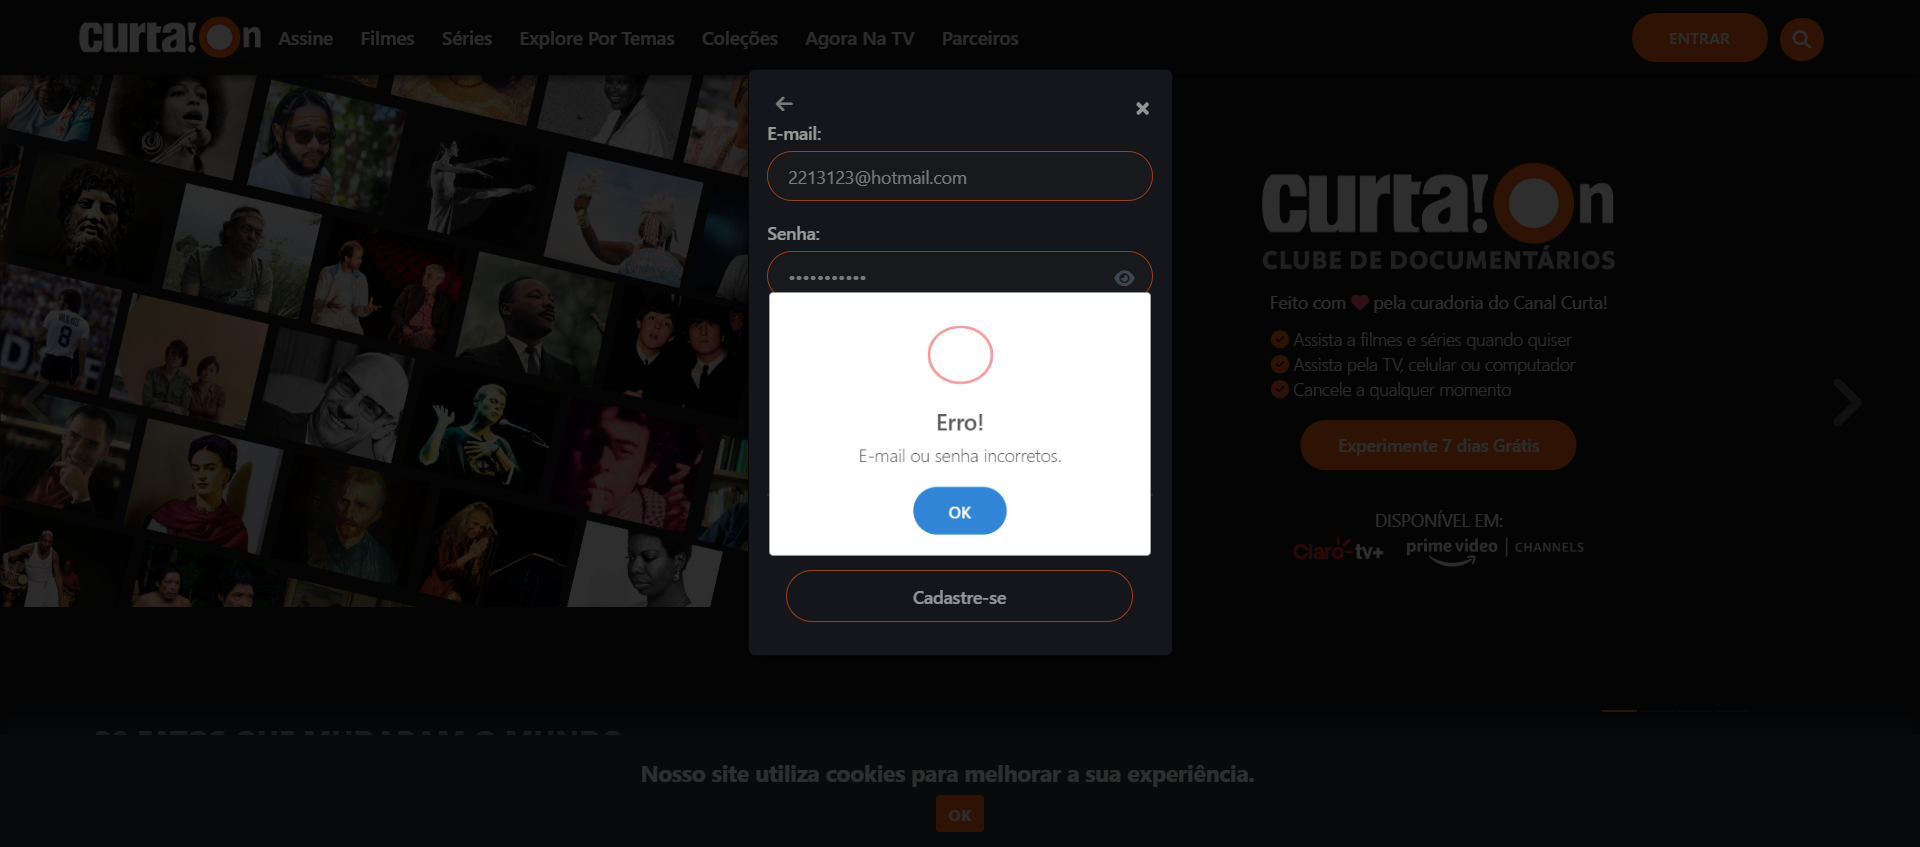 curta!On
Assine
Filmes
Séries
Explore Por Temas
Coleções
Agora Na TV
Parceiros
ENTRAR
E-mail:
2213123@hotmail.com
Senha:
•••••••••••
Erro!
E-mail ou senha incorretos.
OK
Cadastre-se
curta!On
CLUBE DE DOCUMENTÁRIOS
Feito com ❤ pela curadoria do Canal Curta!
Assista a filmes e séries quando quiser
Assista pela TV, celular ou computador
Cancele a qualquer momento
Experimente 7 dias Grátis
DISPONÍVEL EM:
Claro tv+
prime video | CHANNELS
8
Nosso site utiliza cookies para melhorar a sua experiência.
OK